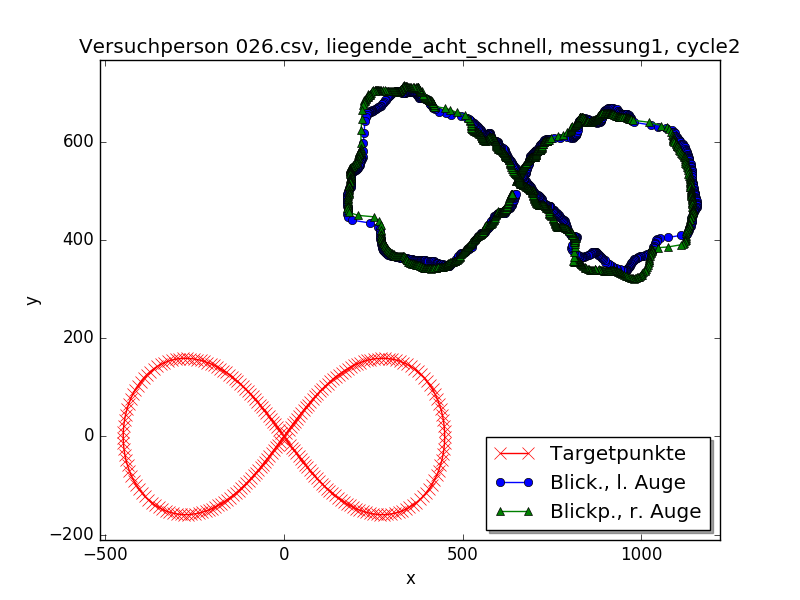 Versuchperson 026.csv, liegende_acht_schnell, messung1, cycle2
600
400
200
0
−200
y
−500 0 500 1000
x
Targetpunkte
Blick., l. Auge
Blickp., r. Auge